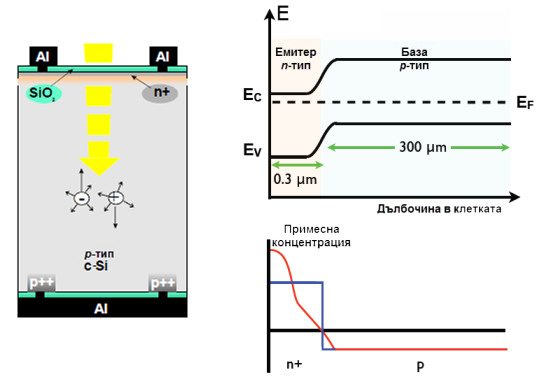 Al
Al
SiO2
n+
p-тип
c-Si
p++
p++
Al
E
Емитер
n-тип
База
p-тип
EC
EF
EV
300 µm
0.3 µm
Дълбочина в клетката
Примесна
концентрация
n+
p